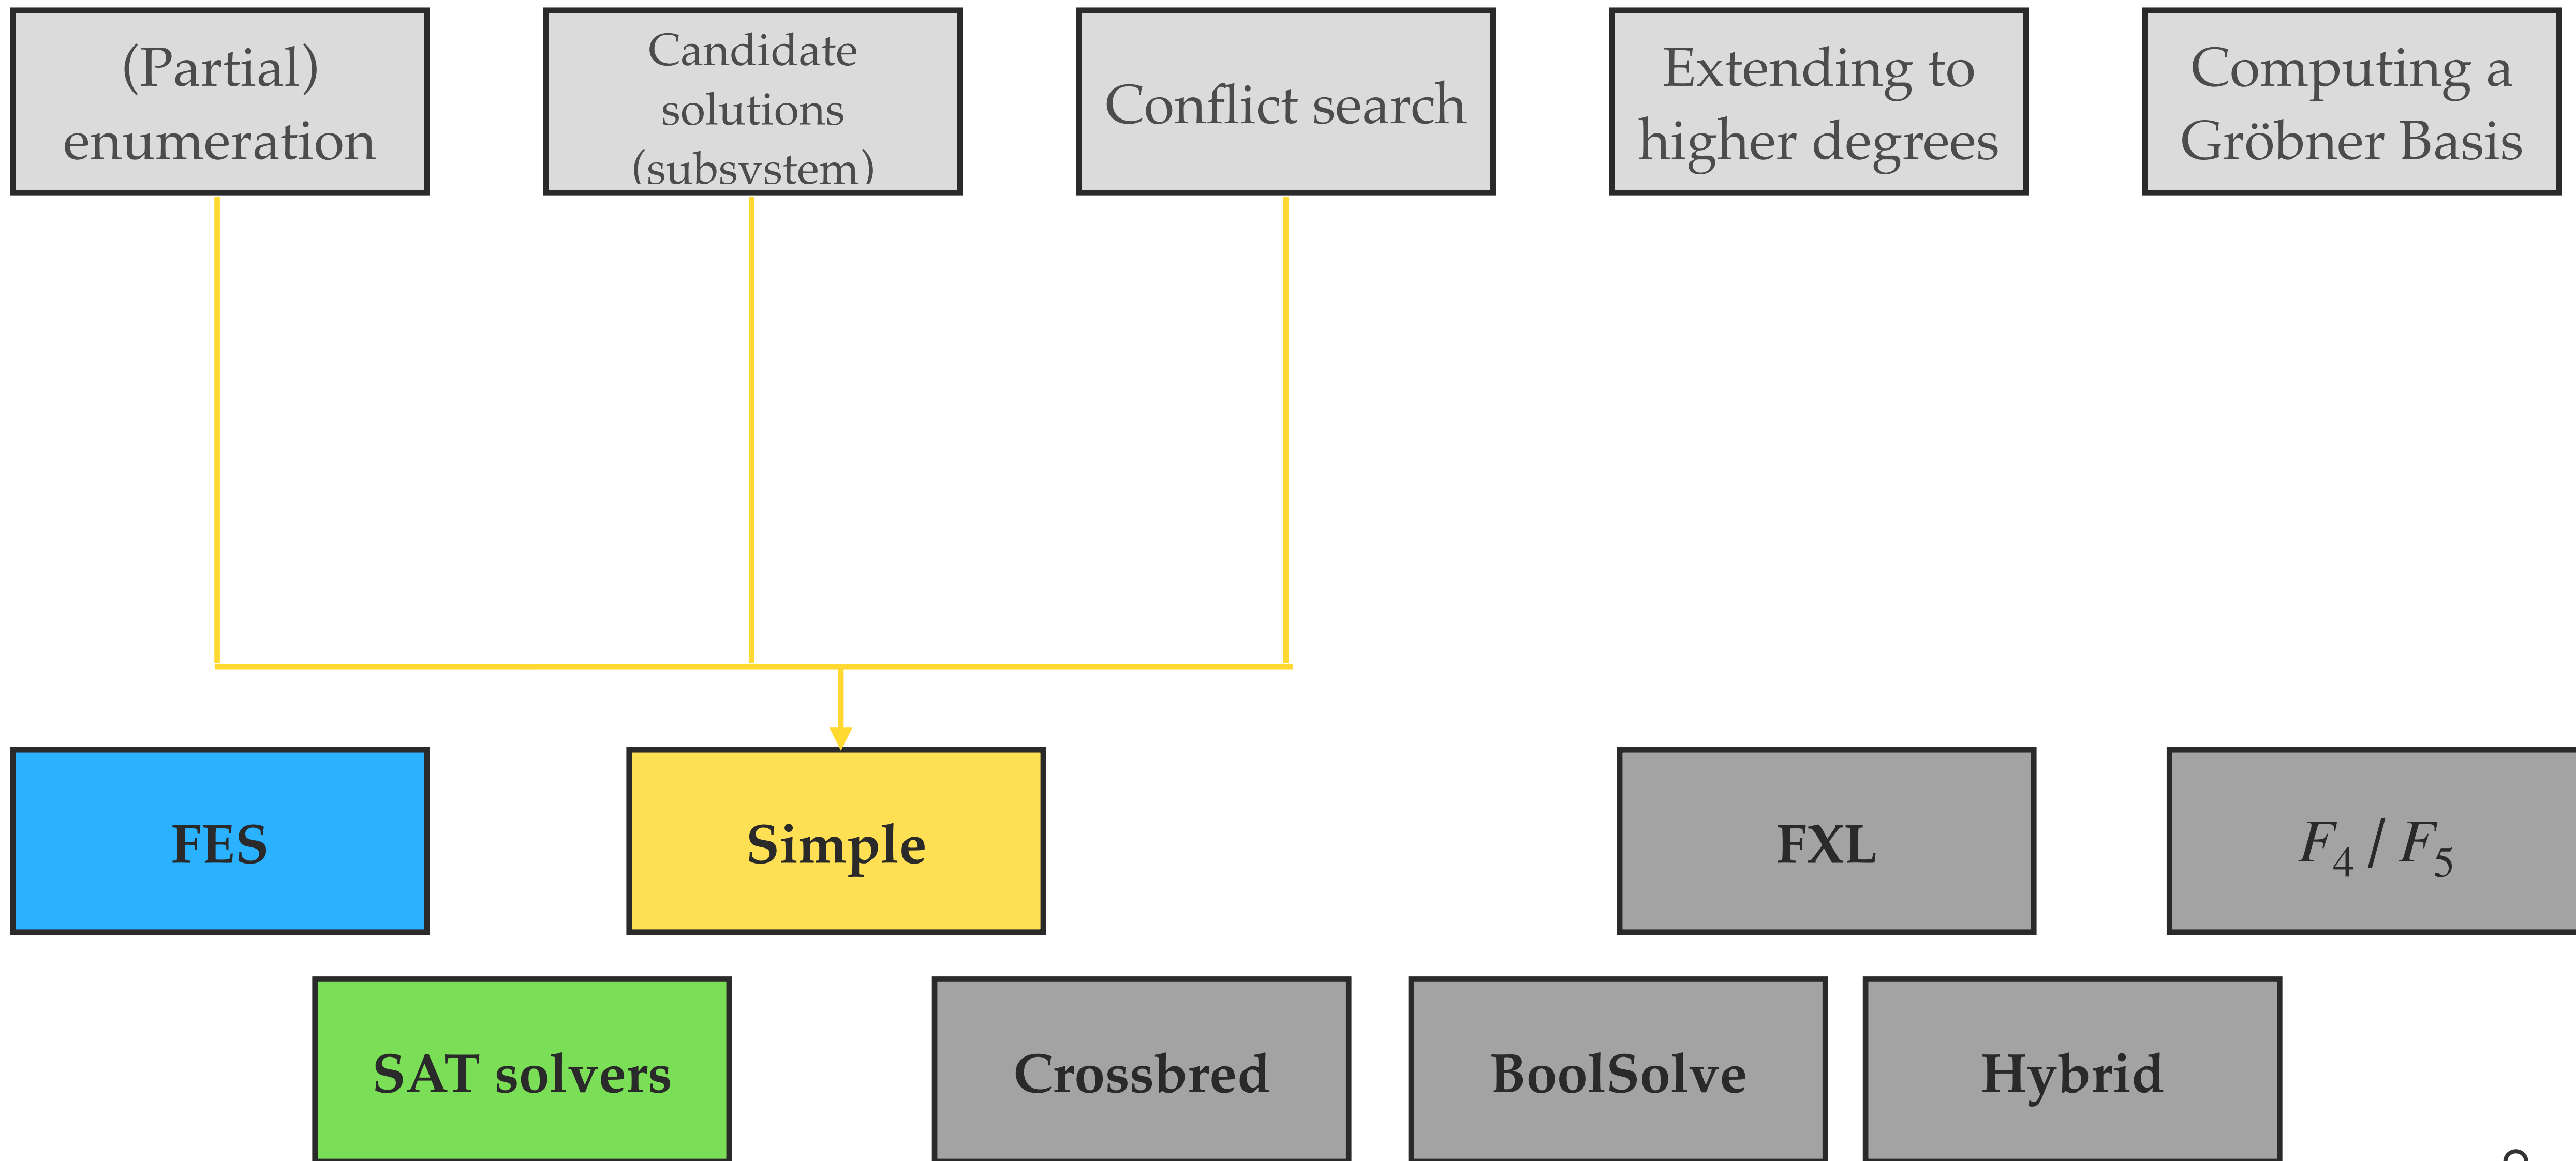 (Partial)
enumeration
Candidate
solutions
(subsystem)
Conflict search
Extending to
higher degrees
Computing a
Gröbner Basis
FES
Simple
FXL
F₄ / F₅
SAT solvers
Crossbred
BoolSolve
Hybrid